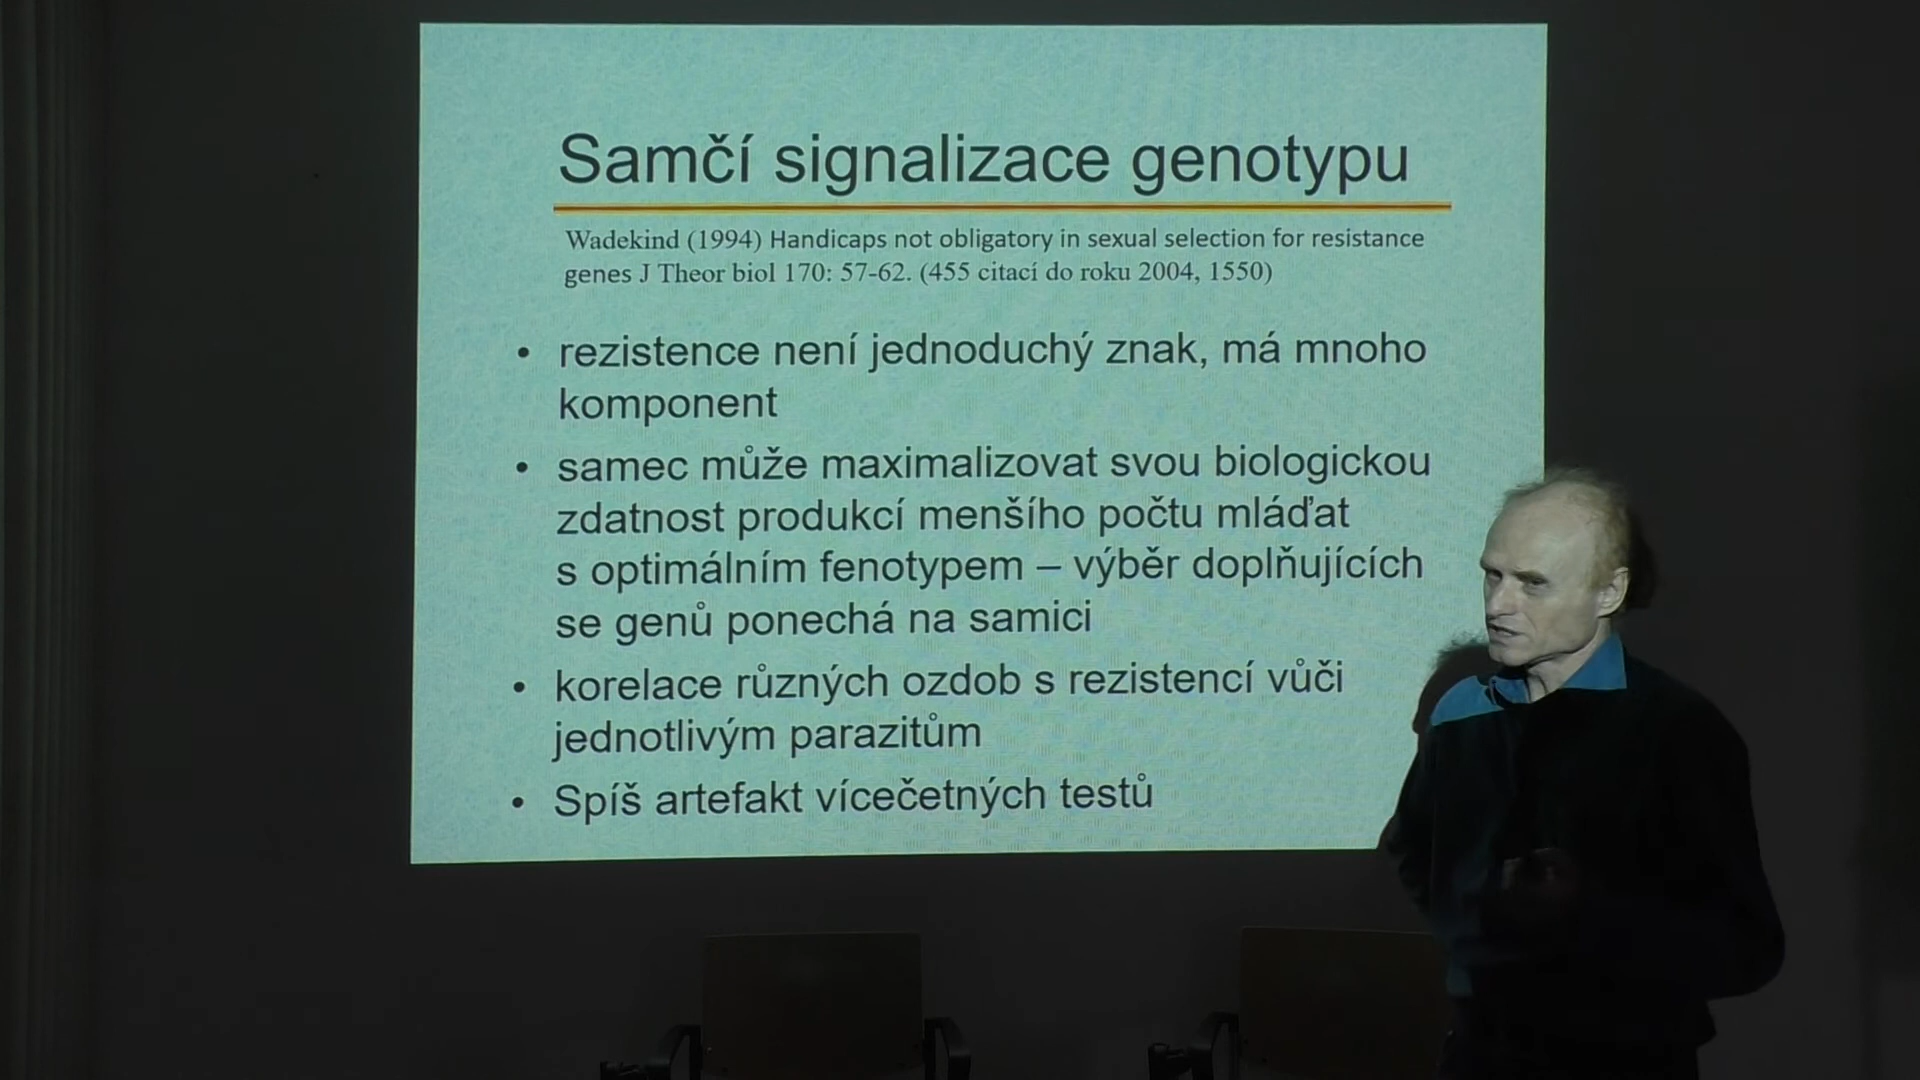 Samčí signalizace genotypu
Wadekind (1994) Handicaps not obligatory in sexual selection for resistance
genes J Theor biol 170: 57-62. (455 citací do roku 2004, 1550)
• rezistence není jednoduchý znak, má mnoho
komponent
• samec může maximalizovat svou biologickou
zdatnost produkcí menšího počtu mláďat
s optimálním fenotypem – výběr doplňujících
se genů ponechá na samici
• korelace různých ozdob s rezistencí vůči
jednotlivým parazitům
• Spíš artefakt vícečetných testů